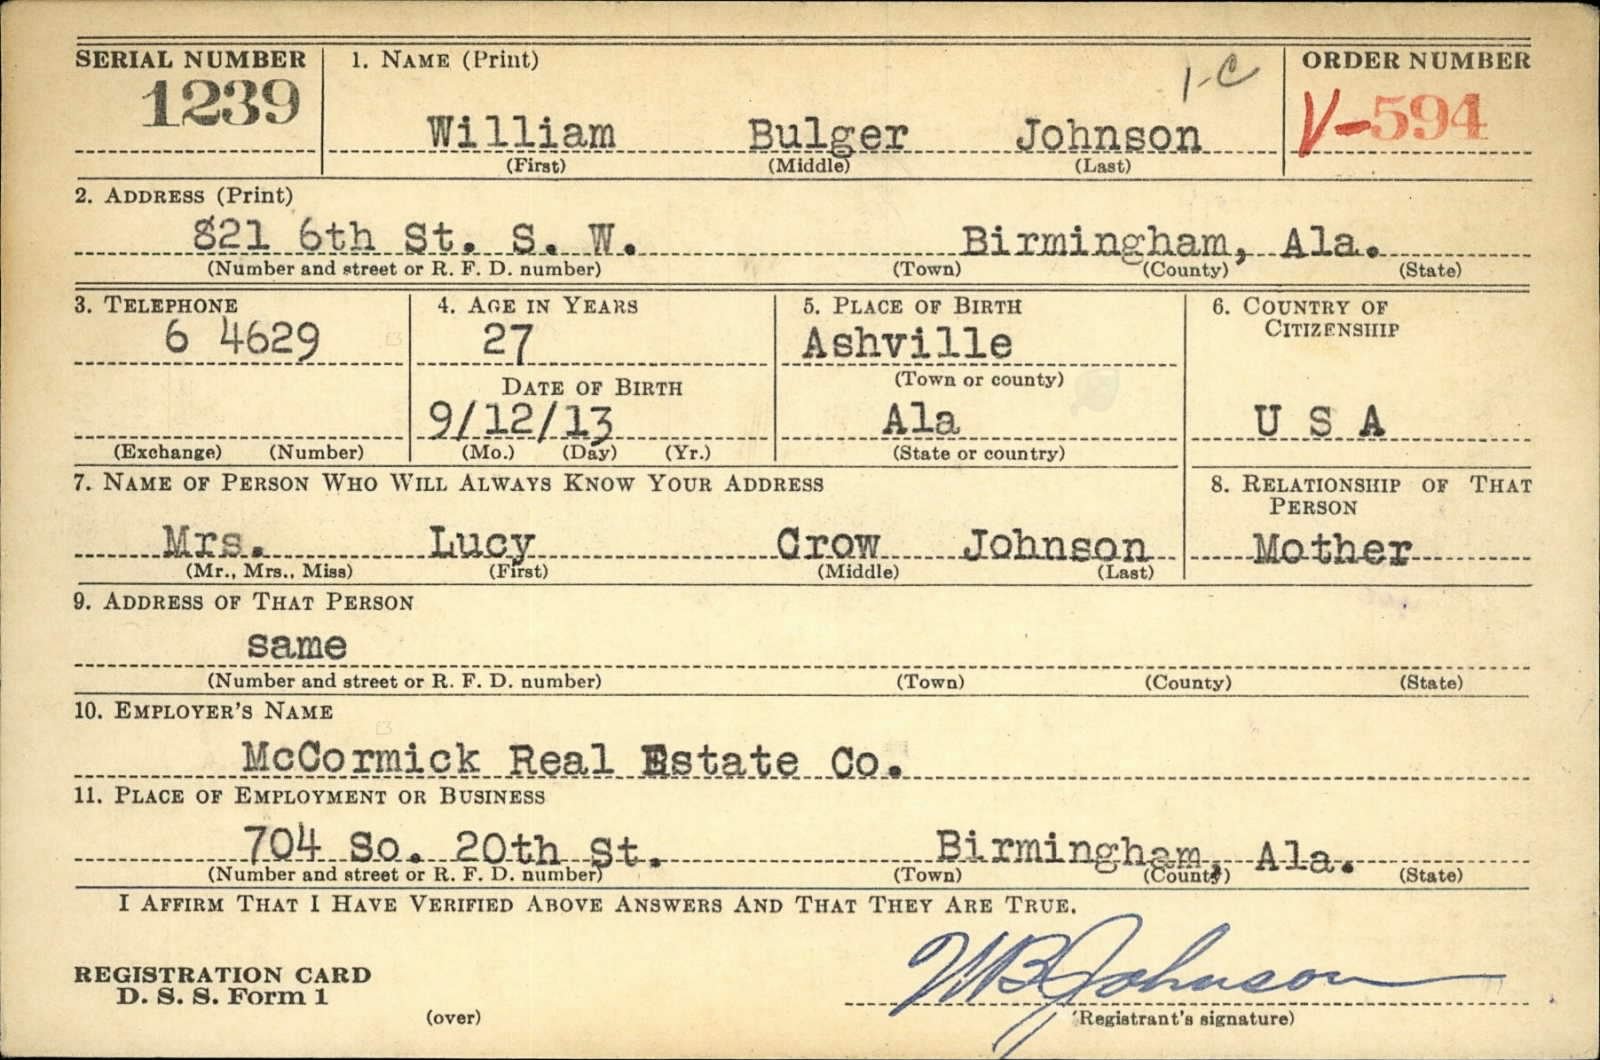 SERIAL NUMBER 1. NAME (Print) ORDER NUMBER
1-C
1239 William Bulger Johnson V-594
(First) (Middle) (Last)
2. ADDRESS (Print)
821 6th St. S. W. Birmingham, Ala.
(Number and street or R. F. D. number) (Town) (County) (State)
3. TELEPHONE 4. AGE IN YEARS 5. PLACE OF BIRTH 6. COUNTRY OF
CITIZENSHIP
6 4629 27 Ashville
(Town or county)
DATE OF BIRTH
9/12/13 Ala U S A
(Exchange) (Number) (Mo.) (Day) (Yr.) (State or country)
7. NAME OF PERSON WHO WILL ALWAYS KNOW YOUR ADDRESS 8. RELATIONSHIP OF THAT
PERSON
Mrs. Lucy Crow Johnson Mother
(Mr., Mrs., Miss) (First) (Middle) (Last)
9. ADDRESS OF THAT PERSON
same
(Number and street or R. F. D. number) (Town) (County) (State)
10. EMPLOYER'S NAME
McCormick Real Estate Co.
11. PLACE OF EMPLOYMENT OR BUSINESS
704 So. 20th St. Birmingham, Ala.
(Number and street or R. F. D. number) (Town) (County) (State)
I AFFIRM THAT I HAVE VERIFIED ABOVE ANSWERS AND THAT THEY ARE TRUE.
REGISTRATION CARD
D. S. S. Form 1
WB Johnson
(over) (Registrant's signature)